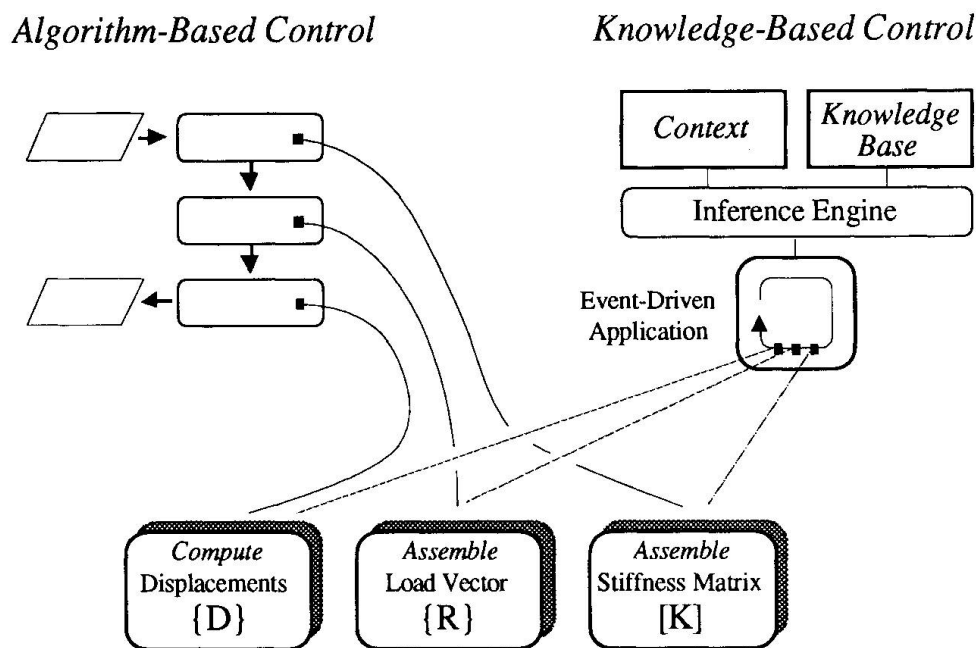 Algorithm-Based Control
Knowledge-Based Control
Context
Knowledge
Base
Inference Engine
Event-Driven
Application
Compute
Displacements
{D}
Assemble
Load Vector
{R}
Assemble
Stiffness Matrix
[K]